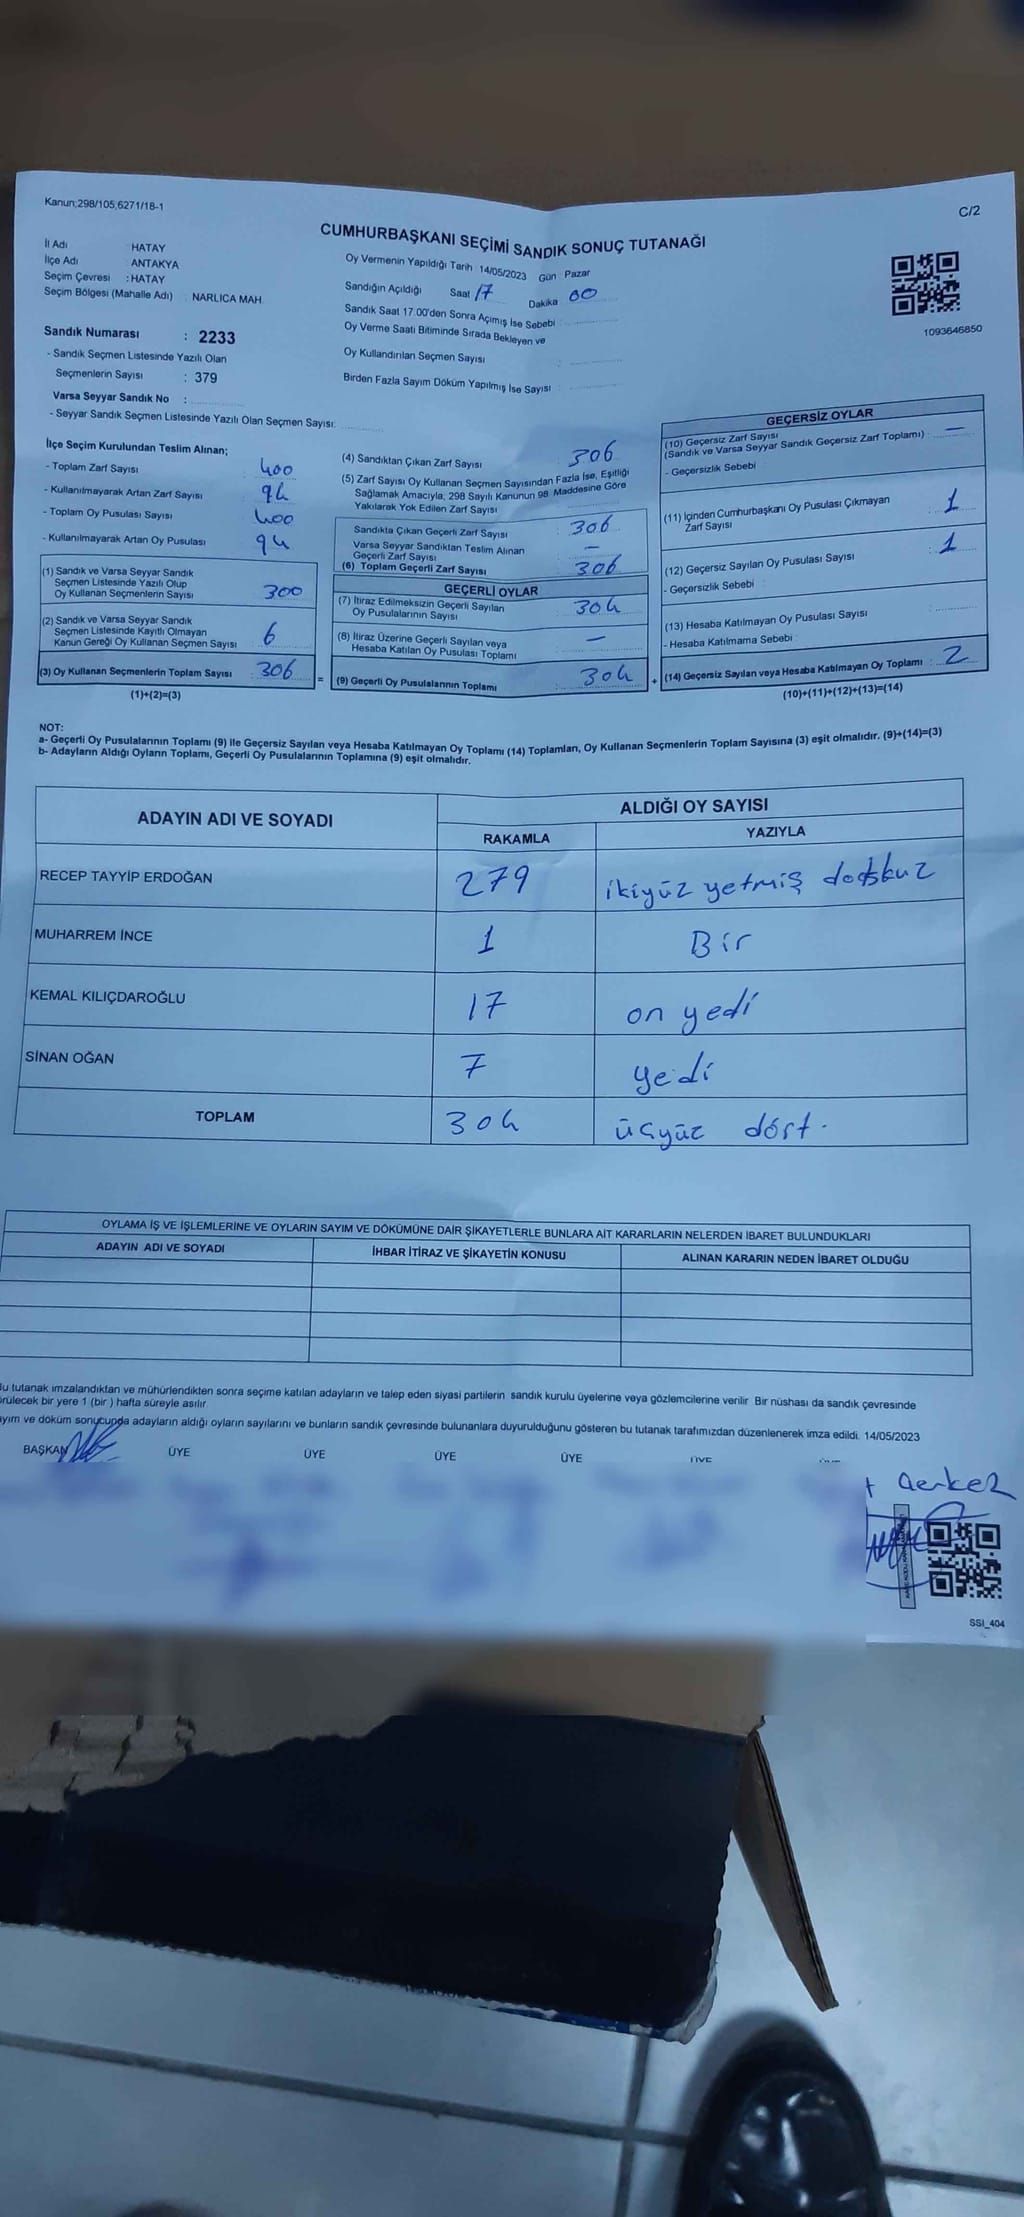 Kanun;298/105;6271/18-1
C/2
CUMHURBAŞKANI SEÇİMİ SANDIK SONUÇ TUTANAĞI
İl Adı HATAY
İlçe Adı ANTAKYA
Seçim Çevresi : HATAY
Seçim Bölgesi (Mahalle Adı) : NARLICA MAH.
Oy Vermenin Yapıldığı Tarih 14/05/2023 Gün Pazar
Sandığın Açıldığı Saat 17 Dakika 00
Sandık Saat 17.00'den Sonra Açımış İse Sebebi :
Oy Verme Saati Bitiminde Sırada Bekleyen ve
Oy Kullandırılan Seçmen Sayısı :
Birden Fazla Sayım Döküm Yapılmış İse Sayısı :
1093646850
Sandık Numarası : 2233
- Sandık Seçmen Listesinde Yazılı Olan
Seçmenlerin Sayısı : 379
Varsa Seyyar Sandık No :
- Seyyar Sandık Seçmen Listesinde Yazılı Olan Seçmen Sayısı:
İlçe Seçim Kurulundan Teslim Alınan;
- Toplam Zarf Sayısı : 400
- Kullanılmayarak Artan Zarf Sayısı : 94
- Toplam Oy Pusulası Sayısı : 400
- Kullanılmayarak Artan Oy Pusulası : 94
(1) Sandık ve Varsa Seyyar Sandık
Seçmen Listesinde Yazılı Olup
Oy Kullanan Seçmenlerin Sayısı : 300
(2) Sandık ve Varsa Seyyar Sandık
Seçmen Listesinde Kayıtlı Olmayan
Kanun Gereği Oy Kullanan Seçmen Sayısı : 6
(3) Oy Kullanan Seçmenlerin Toplam Sayısı : 306
(1)+(2)=(3)
=
(4) Sandıktan Çıkan Zarf Sayısı : 306
(5) Zarf Sayısı Oy Kullanan Seçmen Sayısından Fazla İse, Eşitliği
Sağlamak Amacıyla, 298 Sayılı Kanunun 98. Maddesine Göre
Yakılarak Yok Edilen Zarf Sayısı
Sandıkta Çıkan Geçerli Zarf Sayısı : 306
Varsa Seyyar Sandıktan Teslim Alınan
Geçerli Zarf Sayısı : —
(6) Toplam Geçerli Zarf Sayısı : 306
GEÇERLİ OYLAR
(7) İtiraz Edilmeksizin Geçerli Sayılan
Oy Pusulalarının Sayısı : 304
(8) İtiraz Üzerine Geçerli Sayılan veya
Hesaba Katılan Oy Pusulası Toplamı : —
(9) Geçerli Oy Pusulalarının Toplamı : 304
+
GEÇERSİZ OYLAR
(10) Geçersiz Zarf Sayısı
(Sandık ve Varsa Seyyar Sandık Geçersiz Zarf Toplamı) : —
- Geçersizlik Sebebi
(11) İçinden Cumhurbaşkanı Oy Pusulası Çıkmayan
Zarf Sayısı : 1
(12) Geçersiz Sayılan Oy Pusulası Sayısı : 1
- Geçersizlik Sebebi :
(13) Hesaba Katılmayan Oy Pusulası Sayısı :
- Hesaba Katılmama Sebebi :
(14) Geçersiz Sayılan veya Hesaba Katılmayan Oy Toplamı : 2
(10)+(11)+(12)+(13)=(14)
NOT:
a- Geçerli Oy Pusulalarının Toplamı (9) ile Geçersiz Sayılan veya Hesaba Katılmayan Oy Toplamı (14) Toplamları, Oy Kullanan Seçmenlerin Toplam Sayısına (3) eşit olmalıdır. (9)+(14)=(3)
b- Adayların Aldığı Oyların Toplamı, Geçerli Oy Pusulalarının Toplamına (9) eşit olmalıdır.
ADAYIN ADI VE SOYADI
ALDIĞI OY SAYISI
RAKAMLA YAZIYLA
RECEP TAYYİP ERDOĞAN 279 ikiyüz yetmiş dokuz
MUHARREM İNCE 1 Bir
KEMAL KILIÇDAROĞLU 17 on yedi
SİNAN OĞAN 7 yedi
TOPLAM 304 üçyüz dört.
OYLAMA İŞ VE İŞLEMLERİNE VE OYLARIN SAYIM VE DÖKÜMÜNE DAİR ŞİKAYETLERLE BUNLARA AİT KARARLARIN NELERDEN İBARET BULUNDUKLARI
ADAYIN ADI VE SOYADI İHBAR İTİRAZ VE ŞİKAYETİN KONUSU ALINAN KARARIN NEDEN İBARET OLDUĞU
Bu tutanak imzalandıktan ve mühürlendikten sonra seçime katılan adayların ve talep eden siyasi partilerin sandık kurulu üyelerine veya gözlemcilerine verilir. Bir nüshası da sandık çevresinde
örülecek bir yere 1 (bir ) hafta süreyle asılır.
ayım ve döküm sonucunda adayların aldığı oyların sayılarını ve bunların sandık çevresinde bulunanlara duyurulduğunu gösteren bu tutanak tarafımızdan düzenlenerek imza edildi. 14/05/2023
BAŞKAN ÜYE ÜYE ÜYE ÜYE ÜYE
SSI_404